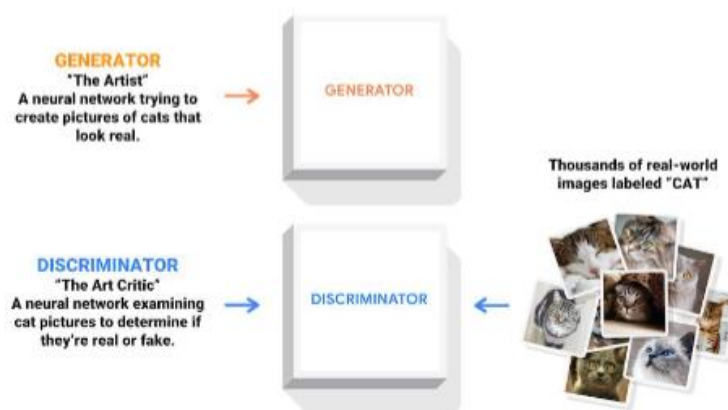 GENERATOR
"The Artist"
A neural network trying to
create pictures of cats that
look real.
GENERATOR
Thousands of real-world
images labeled "CAT"
DISCRIMINATOR
"The Art Critic"
A neural network examining
cat pictures to determine if
they're real or fake.
DISCRIMINATOR